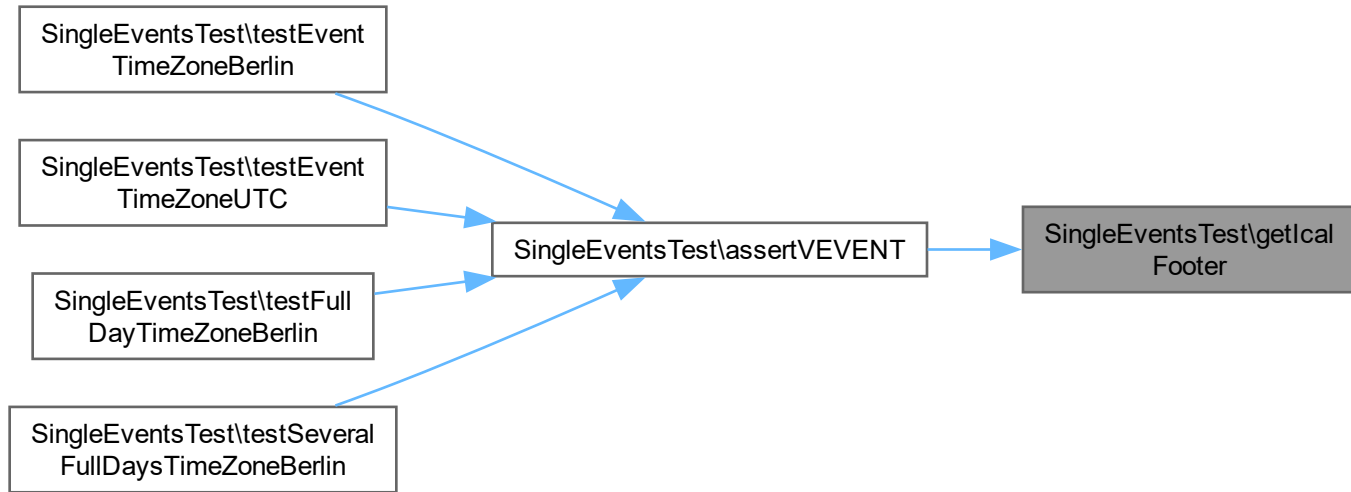 SingleEventsTest\testEvent
TimeZoneBerlin
SingleEventsTest\testEvent
TimeZoneUTC
SingleEventsTest\testFull
DayTimeZoneBerlin
SingleEventsTest\testSeveral
FullDaysTimeZoneBerlin
SingleEventsTest\assertVEVENT
SingleEventsTest\getIcal
Footer